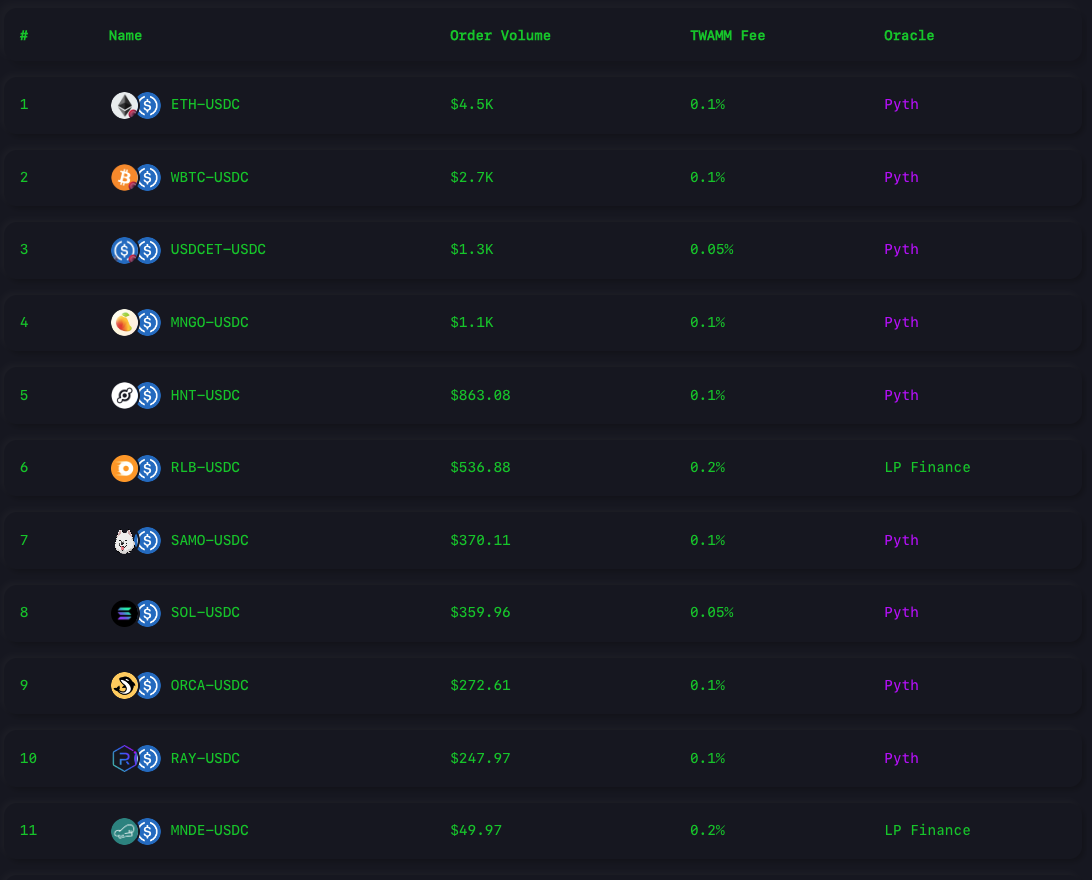 # Name Order Volume TWAMM Fee Oracle
1 ETH–USDC $4.5K 0.1% Pyth
2 WBTC–USDC $2.7K 0.1% Pyth
3 USDCET–USDC $1.3K 0.05% Pyth
4 MNGO–USDC $1.1K 0.1% Pyth
5 HNT–USDC $863.08 0.1% Pyth
6 RLB–USDC $536.88 0.2% LP Finance
7 SAMO–USDC $370.11 0.1% Pyth
8 SOL–USDC $359.96 0.05% Pyth
9 ORCA–USDC $272.61 0.1% Pyth
10 RAY–USDC $247.97 0.1% Pyth
11 MNDE–USDC $49.97 0.2% LP Finance